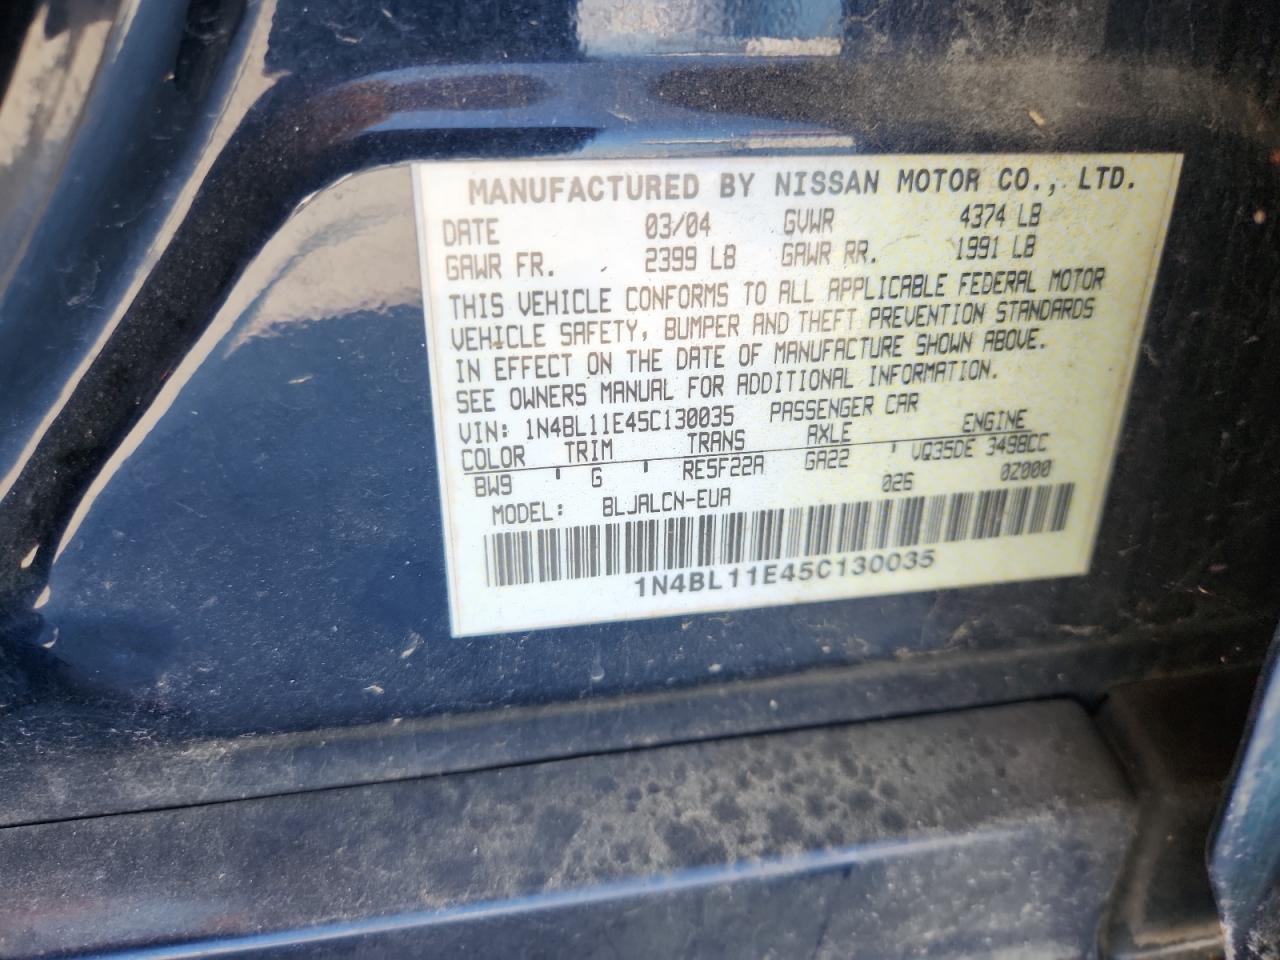 MANUFACTURED BY NISSAN MOTOR CO., LTD.
DATE 03/04 GVWR 4374 LB
GAWR FR. 2399 LB GAWR RR. 1991 LB
THIS VEHICLE CONFORMS TO ALL APPLICABLE FEDERAL MOTOR
VEHICLE SAFETY, BUMPER AND THEFT PREVENTION STANDARDS
IN EFFECT ON THE DATE OF MANUFACTURE SHOWN ABOVE.
SEE OWNERS MANUAL FOR ADDITIONAL INFORMATION.
VIN: 1N4BL11E45C130035 PASSENGER CAR
COLOR TRIM TRANS AXLE ENGINE
BW9 ' G ' RE5F22A GA22 ' VQ35DE 3498CC
MODEL: BLJALCN-EUA 026 0Z000
1N4BL11E45C130035